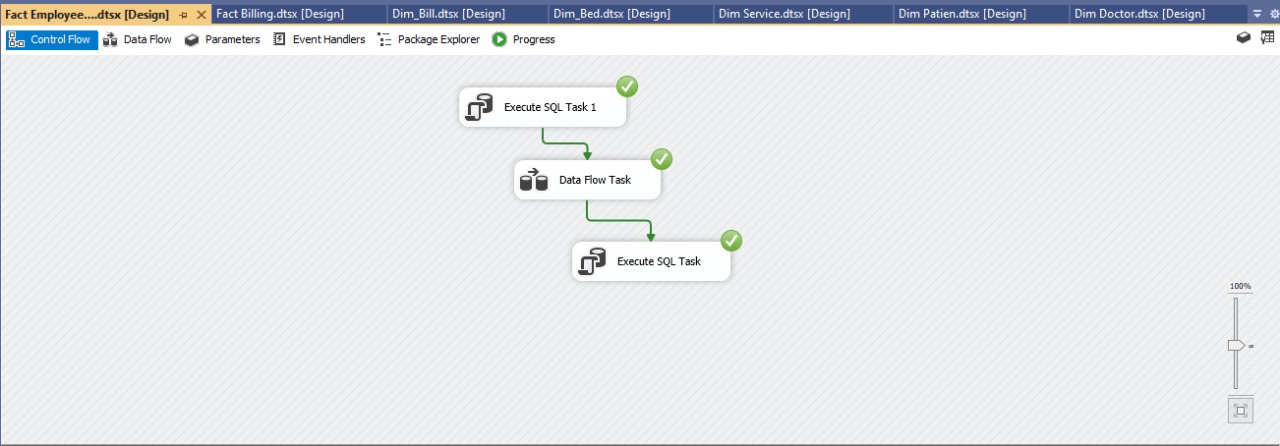 Fact Employee....dtsx [Design] Fact Billing.dtsx [Design] Dim_Bill.dtsx [Design] Dim_Bed.dtsx [Design] Dim Service.dtsx [Design] Dim Patien.dtsx [Design] Dim Doctor.dtsx [Design]
Control Flow Data Flow Parameters Event Handlers Package Explorer Progress
Execute SQL Task 1
Data Flow Task
Execute SQL Task
100%